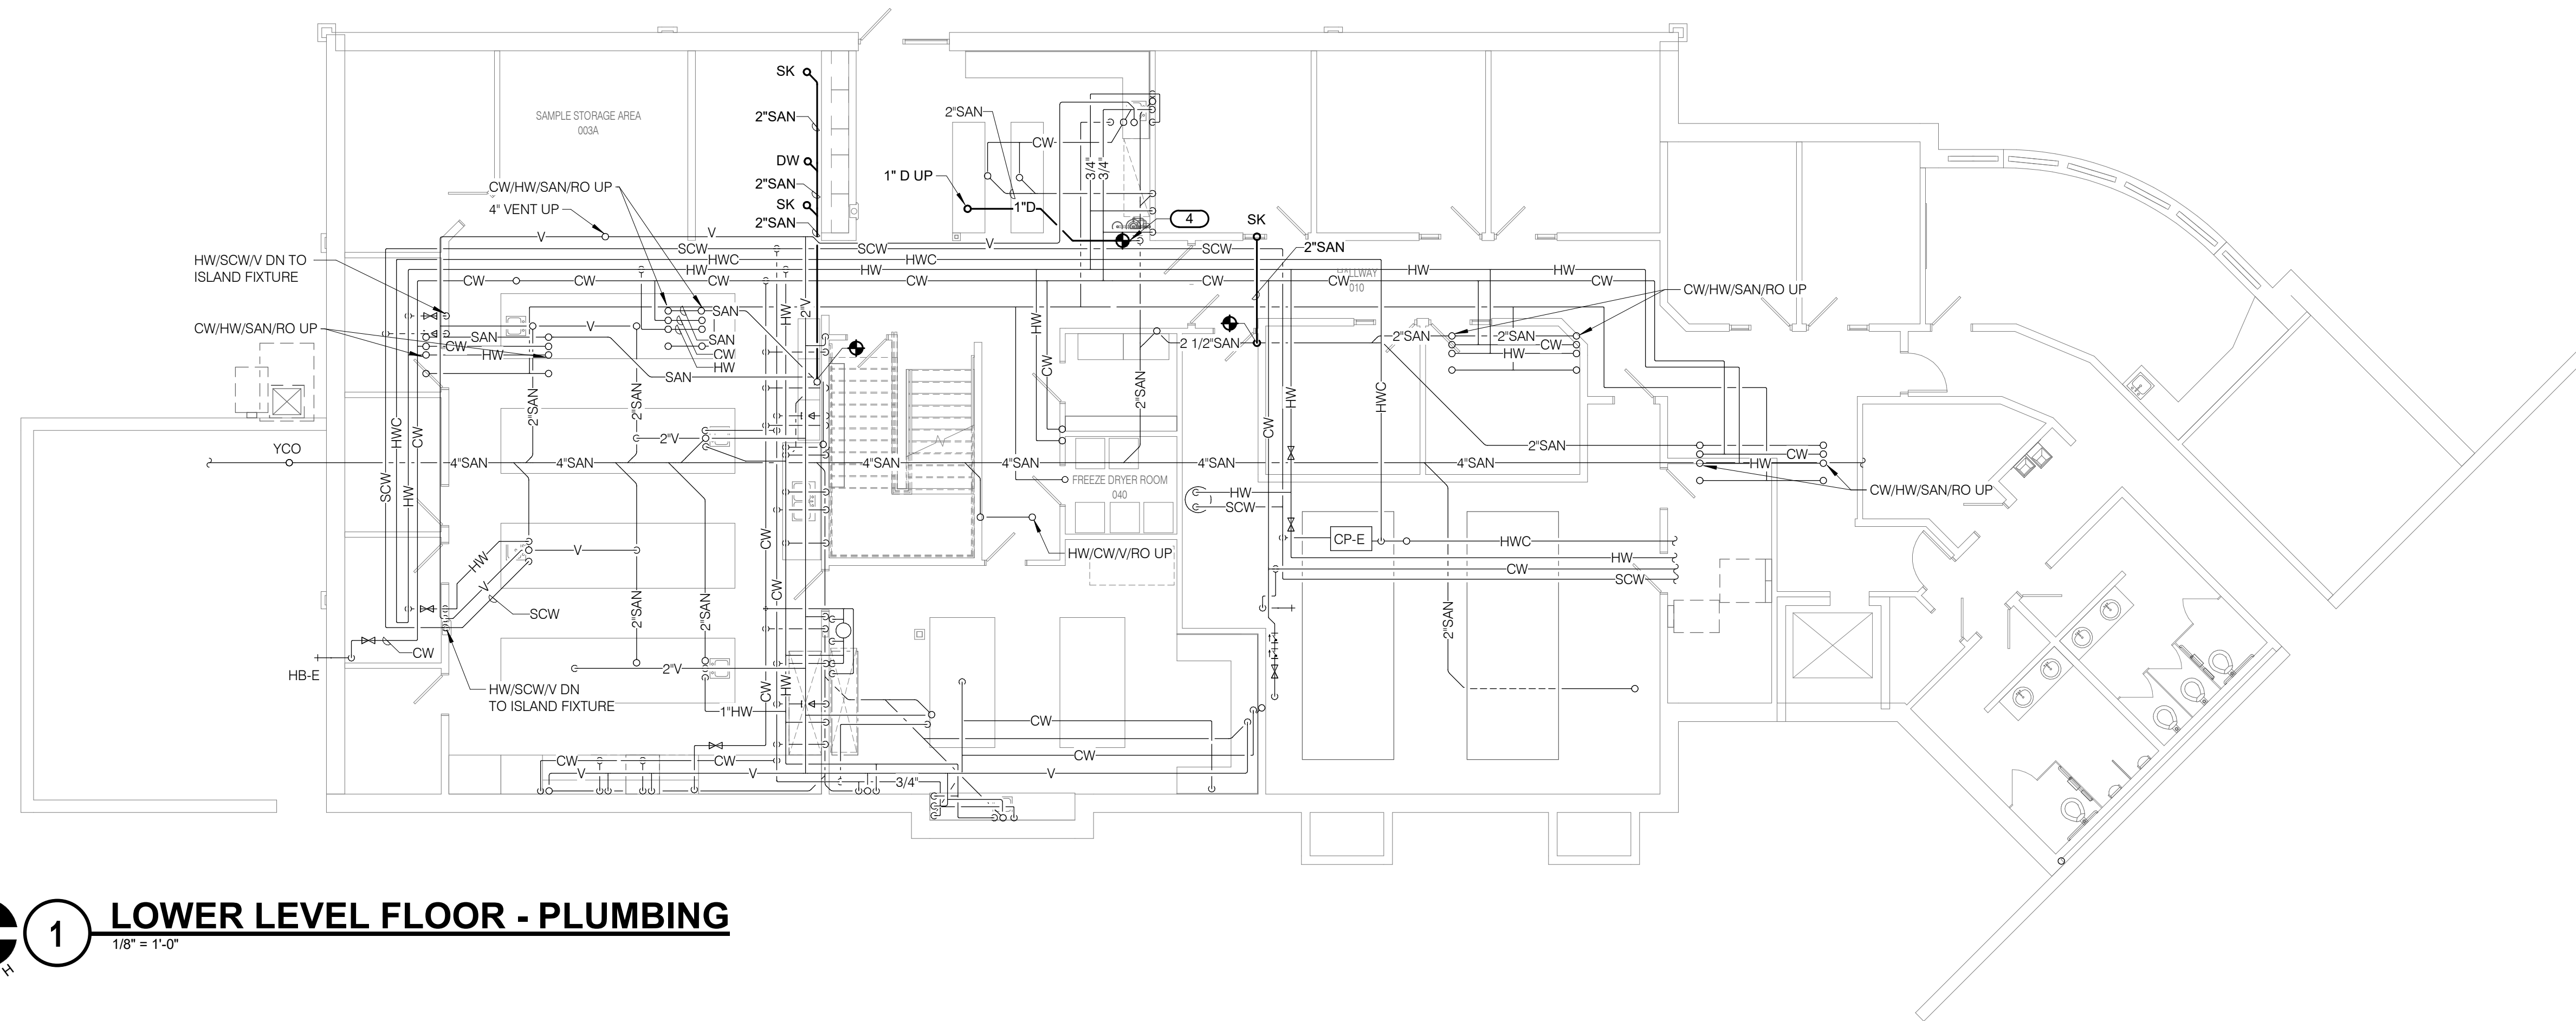 SK
SAMPLE STORAGE AREA
003A
2"SAN
2"SAN
CW
3/4"
3/4"
DW
1" D UP
2"SAN
CW/HW/SAN/RO UP
4" VENT UP
SK
1"D
4
SK
2"SAN
V
V
SCW
SCW
V
SCW
2"SAN
HW/SCW/V DN TO
ISLAND FIXTURE
HWC
HWC
HW
HW
HW
HW
CW
CW
CW
CW
CW
CW
CW
010
CW/HW/SAN/RO UP
CW/HW/SAN/RO UP
SAN
V
SAN
HW
2"V
HW
CW
2 1/2"SAN
2"SAN
2"SAN
CW
HW
CW
HW
SAN
CW
HW
SAN
2"SAN
2"SAN
2"SAN
HW
HWC
HWC
CW
CW
YCO
2"V
2"SAN
4"SAN
4"SAN
4"SAN
4"SAN
4"SAN
4"SAN
CW
HW
CW/HW/SAN/RO UP
SCW
HW
FREEZE DRYER ROOM
040
HW
SCW
CP-E
HWC
HW
CW
SCW
HW/CW/V/RO UP
HW
V
V
CW
CW
SCW
2"SAN
2"SAN
2"SAN
CW
HB-E
HW/SCW/V DN
TO ISLAND FIXTURE
2"V
CW
HW
1"HW
CW
CW
CW
CW
V
V
V
3/4"
1
LOWER LEVEL FLOOR - PLUMBING
1/8" = 1'-0"
H